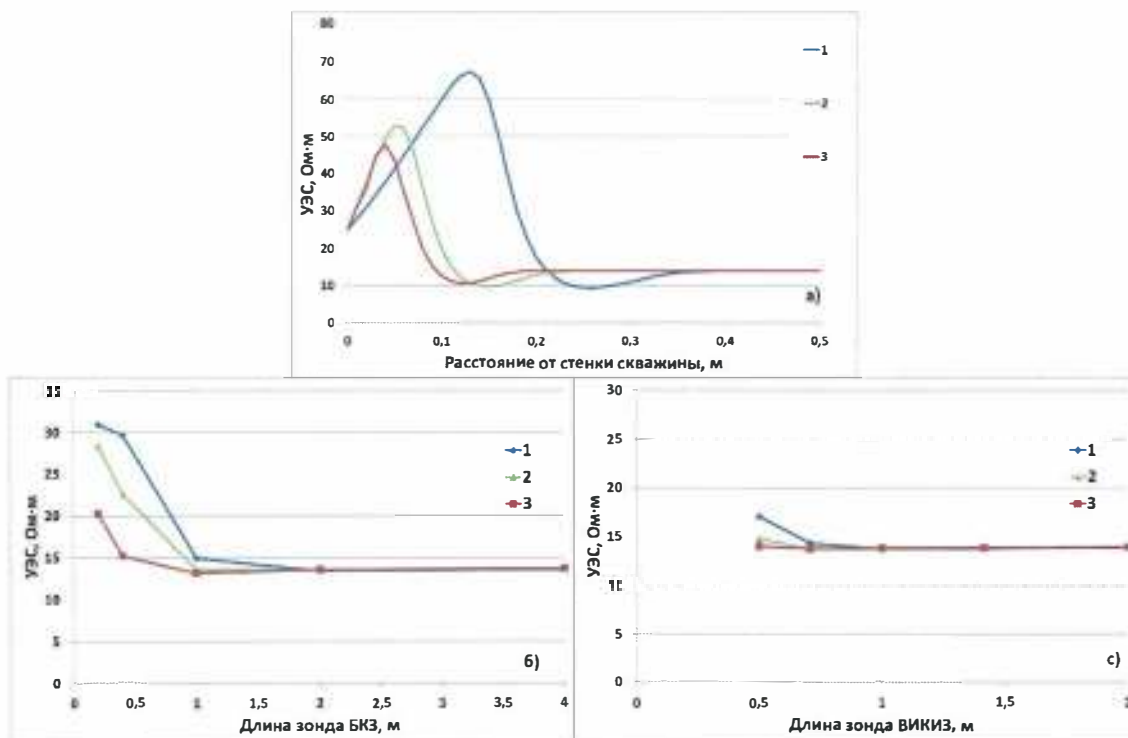 80
70
60
50
40
30
20
10
0
УЭС, Ом·м
1
2
3
а)
0 0,1 0,2 0,3 0,4 0,5
Расстояние от стенки скважины, м
35
30
25
20
15
10
5
0
УЭС, Ом·м
1
2
3
б)
0 0,5 1 1,5 2 2,5 3 3,5 4
Длина зонда БКЗ, м
30
25
20
15
10
5
0
УЭС, Ом·м
1
2
3
с)
0 0,5 1 1,5 2
Длина зонда ВИКИЗ, м